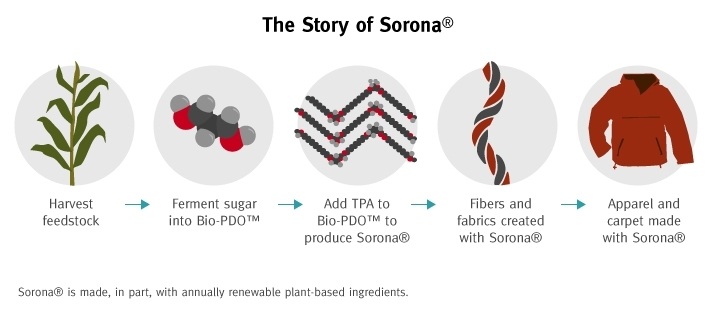 The Story of Sorona®
Harvest
feedstock
Ferment sugar
into Bio-PDO™
Add TPA to
Bio-PDO™ to
produce Sorona®
Fibers and
fabrics created
with Sorona®
Apparel and
carpet made
with Sorona®
Sorona® is made, in part, with annually renewable plant-based ingredients.